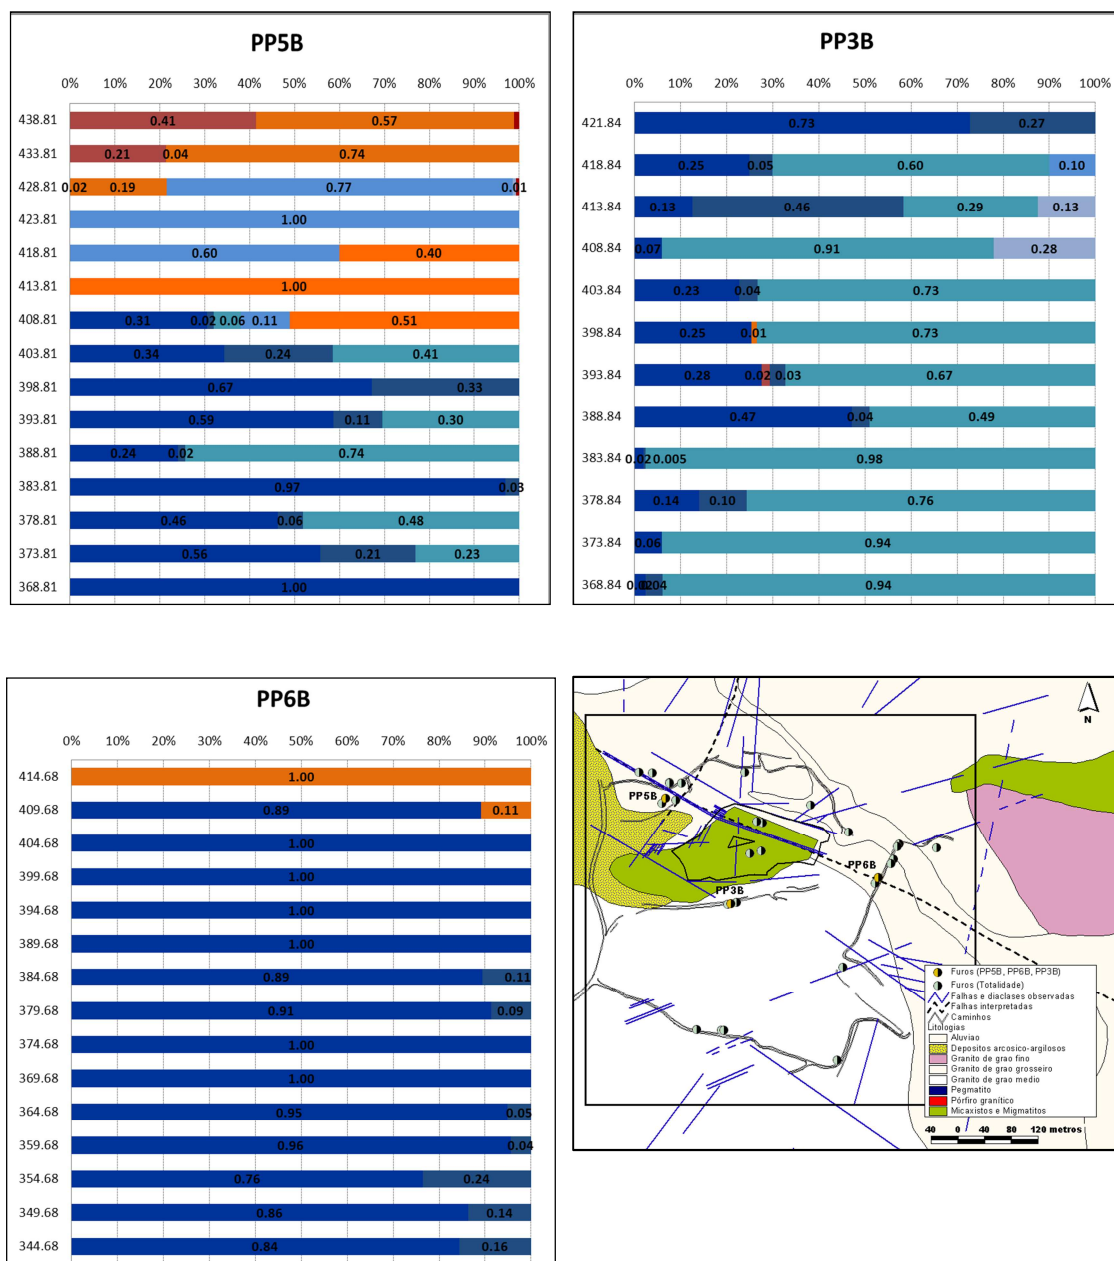 PP5B
0% 10% 20% 30% 40% 50% 60% 70% 80% 90% 100%
438.81 0.41 0.57
433.81 0.21 0.04 0.74
428.81 0.02 0.19 0.77 0.01
423.81 1.00
418.81 0.60 0.40
413.81 1.00
408.81 0.31 0.02 0.06 0.11 0.51
403.81 0.34 0.24 0.41
398.81 0.67 0.33
393.81 0.59 0.11 0.30
388.81 0.24 0.02 0.74
383.81 0.97 0.03
378.81 0.46 0.06 0.48
373.81 0.56 0.21 0.23
368.81 1.00
PP3B
0% 10% 20% 30% 40% 50% 60% 70% 80% 90% 100%
421.84 0.73 0.27
418.84 0.25 0.05 0.60 0.10
413.84 0.13 0.46 0.29 0.13
408.84 0.07 0.91 0.28
403.84 0.23 0.04 0.73
398.84 0.25 0.01 0.73
393.84 0.28 0.02 0.03 0.67
388.84 0.47 0.04 0.49
383.84 0.02 0.005 0.98
378.84 0.14 0.10 0.76
373.84 0.06 0.94
368.84 0.02 0.04 0.94
PP6B
0% 10% 20% 30% 40% 50% 60% 70% 80% 90% 100%
414.68 1.00
409.68 0.89 0.11
404.68 1.00
399.68 1.00
394.68 1.00
389.68 1.00
384.68 0.89 0.11
379.68 0.91 0.09
374.68 1.00
369.68 1.00
364.68 0.95 0.05
359.68 0.96 0.04
354.68 0.76 0.24
349.68 0.86 0.14
344.68 0.84 0.16
N
PP5B
PP6B
PP3B
Furos (PP5B, PP6B, PP3B)
Furos (Totalidade)
Falhas e diaclases observadas
Falhas interpretadas
Caminhos
Litologias
Aluviao
Depositos arcosico-argilosos
Granito de grao fino
Granito de grao grosseiro
Granito de grao medio
Pegmatito
Pórfiro granítico
Micaxistos e Migmatitos
40 0 40 80 120 metros